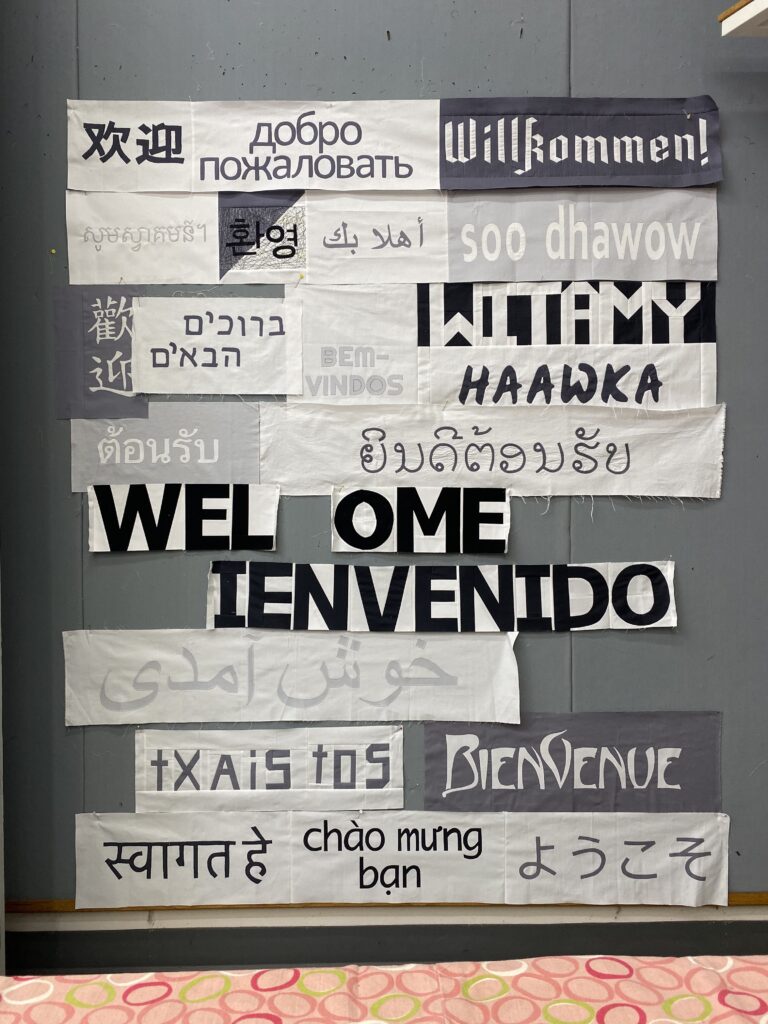 欢迎
добро
пожаловать
Willkommen!
សូមស្វាគមន៍។
환영
أهلا بك
soo dhawow
歡
迎
ברוכים
הבאים
BEM-
VINDOS
WITAMY
HAAWKA
ต้อนรับ
ຍິນດີຕ້ອນຮັບ
WEL OME
IENVENIDO
خوش آمدی
tXAiS tOS
BIENVENUE
स्वागत हे
chào mưng
bạn
ようこそ